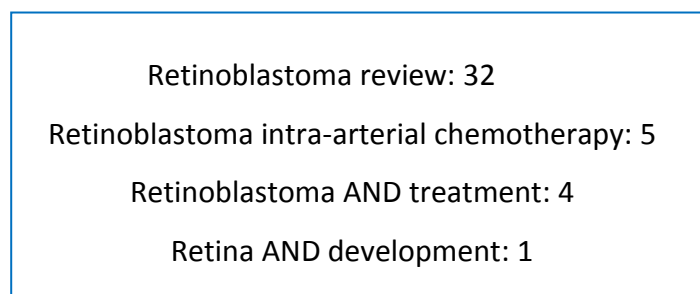 Retinoblastoma review: 32
Retinoblastoma intra-arterial chemotherapy: 5
Retinoblastoma AND treatment: 4
Retina AND development: 1